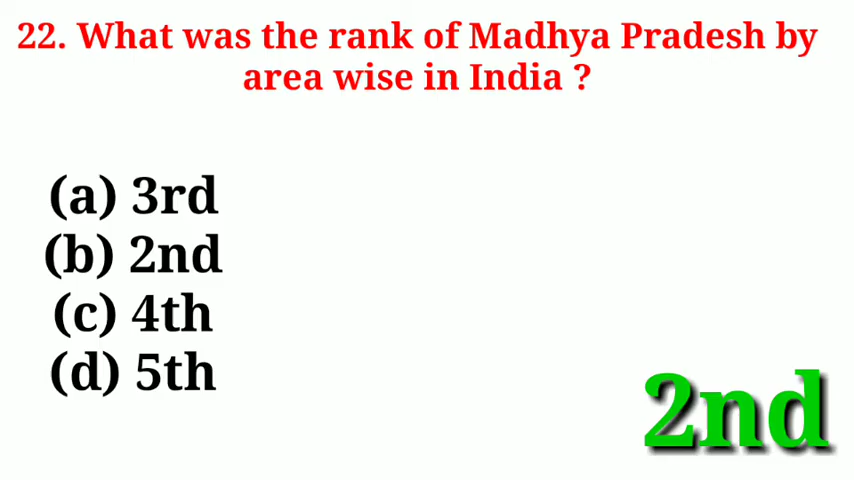 22. What was the rank of Madhya Pradesh by
area wise in India ?
(a) 3rd
(b) 2nd
(c) 4th
(d) 5th
2nd